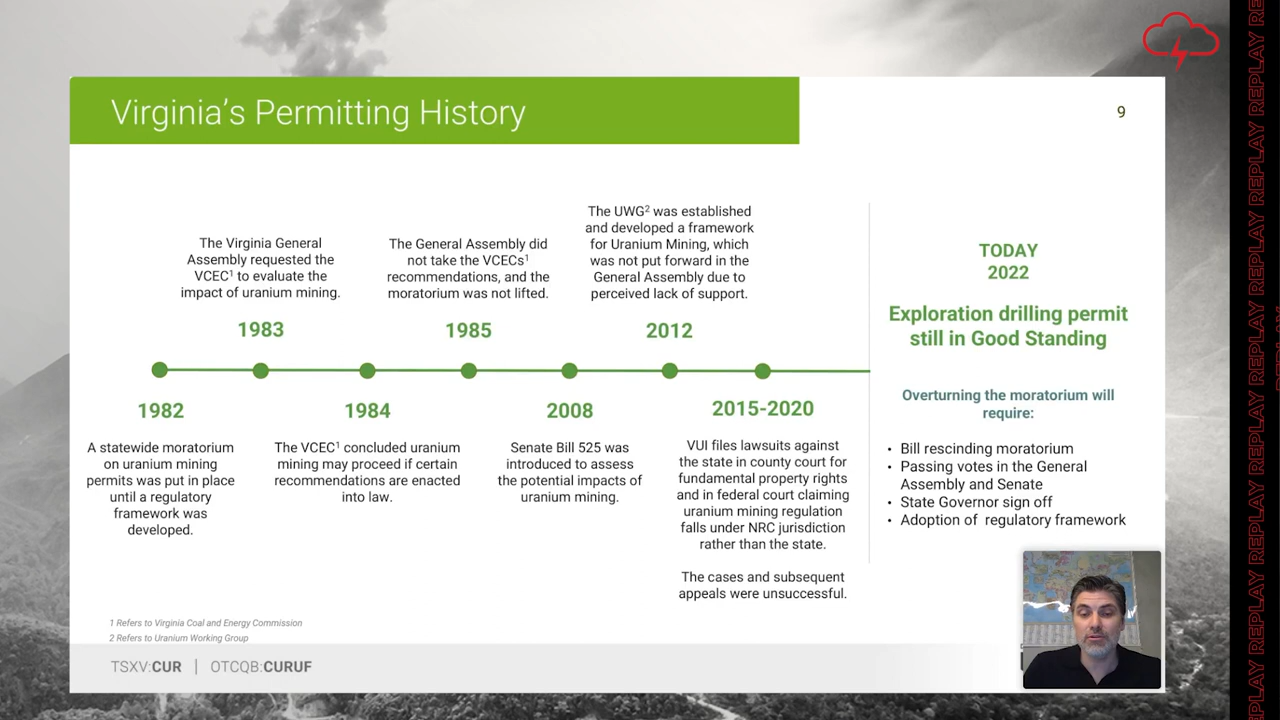 Virginia's Permitting History
9
The Virginia General
Assembly requested the
VCEC¹ to evaluate the
impact of uranium mining.
1983
The General Assembly did
not take the VCECs¹
recommendations, and the
moratorium was not lifted.
1985
The UWG² was established
and developed a framework
for Uranium Mining, which
was not put forward in the
General Assembly due to
perceived lack of support.
2012
1982
A statewide moratorium
on uranium mining
permits was put in place
until a regulatory
framework was
developed.
1984
The VCEC¹ concluded uranium
mining may proceed if certain
recommendations are enacted
into law.
2008
Senate Bill 525 was
introduced to assess
the potential impacts of
uranium mining.
2015-2020
VUI files lawsuits against
the state in county court for
fundamental property rights
and in federal court claiming
uranium mining regulation
falls under NRC jurisdiction
rather than the state.
The cases and subsequent
appeals were unsuccessful.
TODAY
2022
Exploration drilling permit
still in Good Standing
Overturning the moratorium will
require:
• Bill rescinding moratorium
• Passing votes in the General
Assembly and Senate
• State Governor sign off
• Adoption of regulatory framework
1 Refers to Virginia Coal and Energy Commission
2 Refers to Uranium Working Group
TSXV:CUR | OTCQB:CURUF
REPLAY REPLAY REPLAY REPLAY REPLAY REPLAY REPLAY